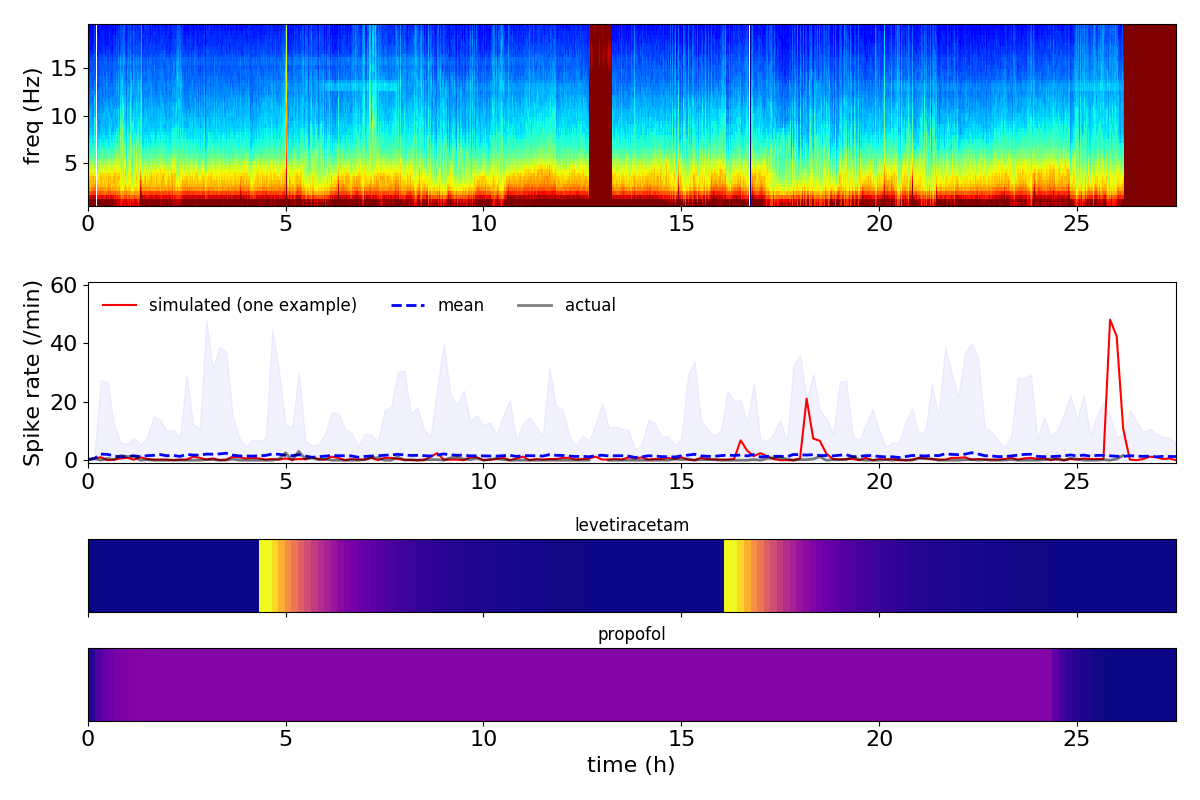 freq (Hz)
15
10
5
0 5 10 15 20 25
Spike rate (/min)
60
40
20
0
simulated (one example) mean actual
0 5 10 15 20 25
levetiracetam
propofol
0 5 10 15 20 25
time (h)